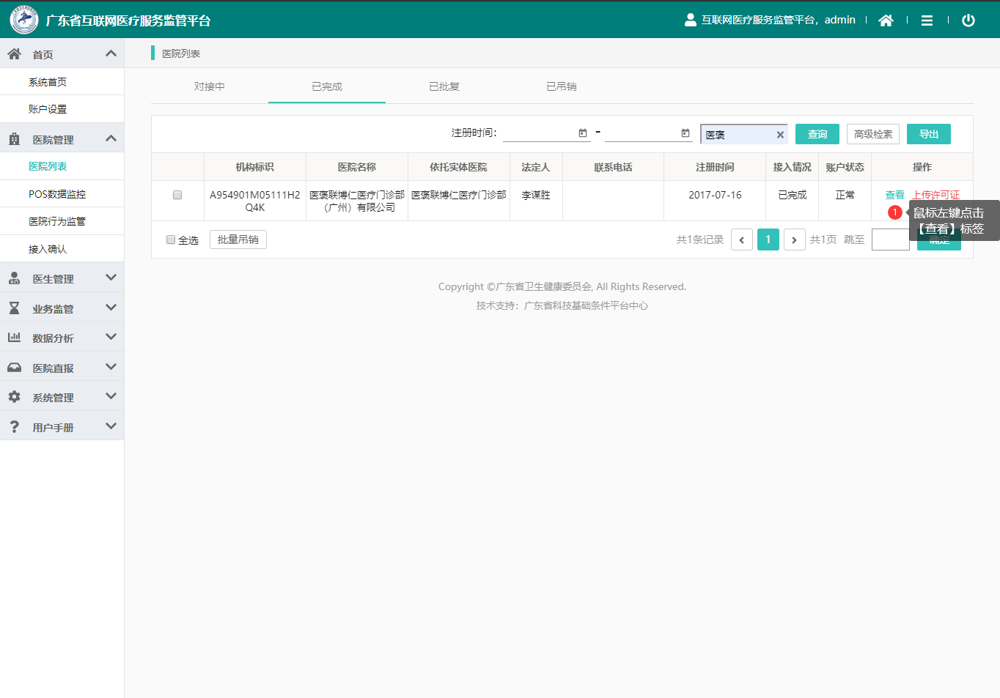 广东省互联网医疗服务监管平台
互联网医疗服务监管平台，admin
首页
系统首页
账户设置
医院管理
医院列表
POS数据监控
医院行为监管
接入确认
医生管理
业务监管
数据分析
医院直报
系统管理
用户手册
医院列表
对接中 已完成 已批复 已吊销
注册时间： - 医褒 查询 高级检索 导出
机构标识 医院名称 依托实体医院 法定人 联系电话 注册时间 接入情况 账户状态 操作
A954901M05111H2 医褒联博仁医疗门诊部 医褒联博仁医疗门诊部 李谋胜 2017-07-16 已完成 正常 查看 上传许可证
Q4K （广州）有限公司
1 鼠标左键点击
【查看】标签
全选 批量吊销 共1条记录 1 共1页 跳至 确定
Copyright ©广东省卫生健康委员会, All Rights Reserved.
技术支持：广东省科技基础条件平台中心